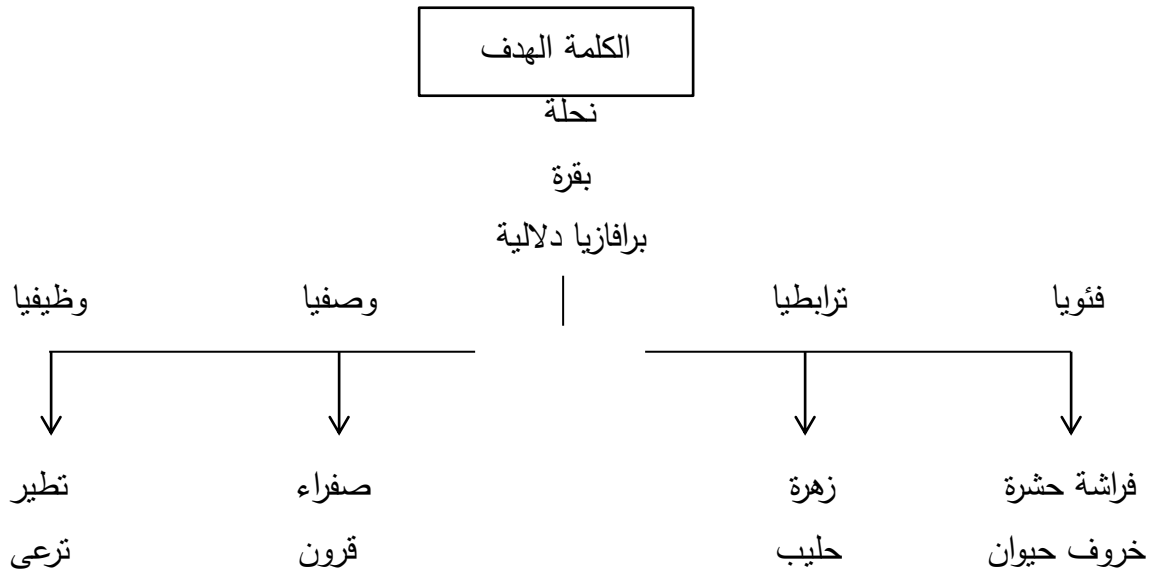 الكلمة الهدف
نحلة
بقرة
برافازيا دلالية
فئويا ترابطيا وصفيا وظيفيا
فراشة حشرة زهرة صفراء تطير
خروف حيوان حليب قرون ترعى